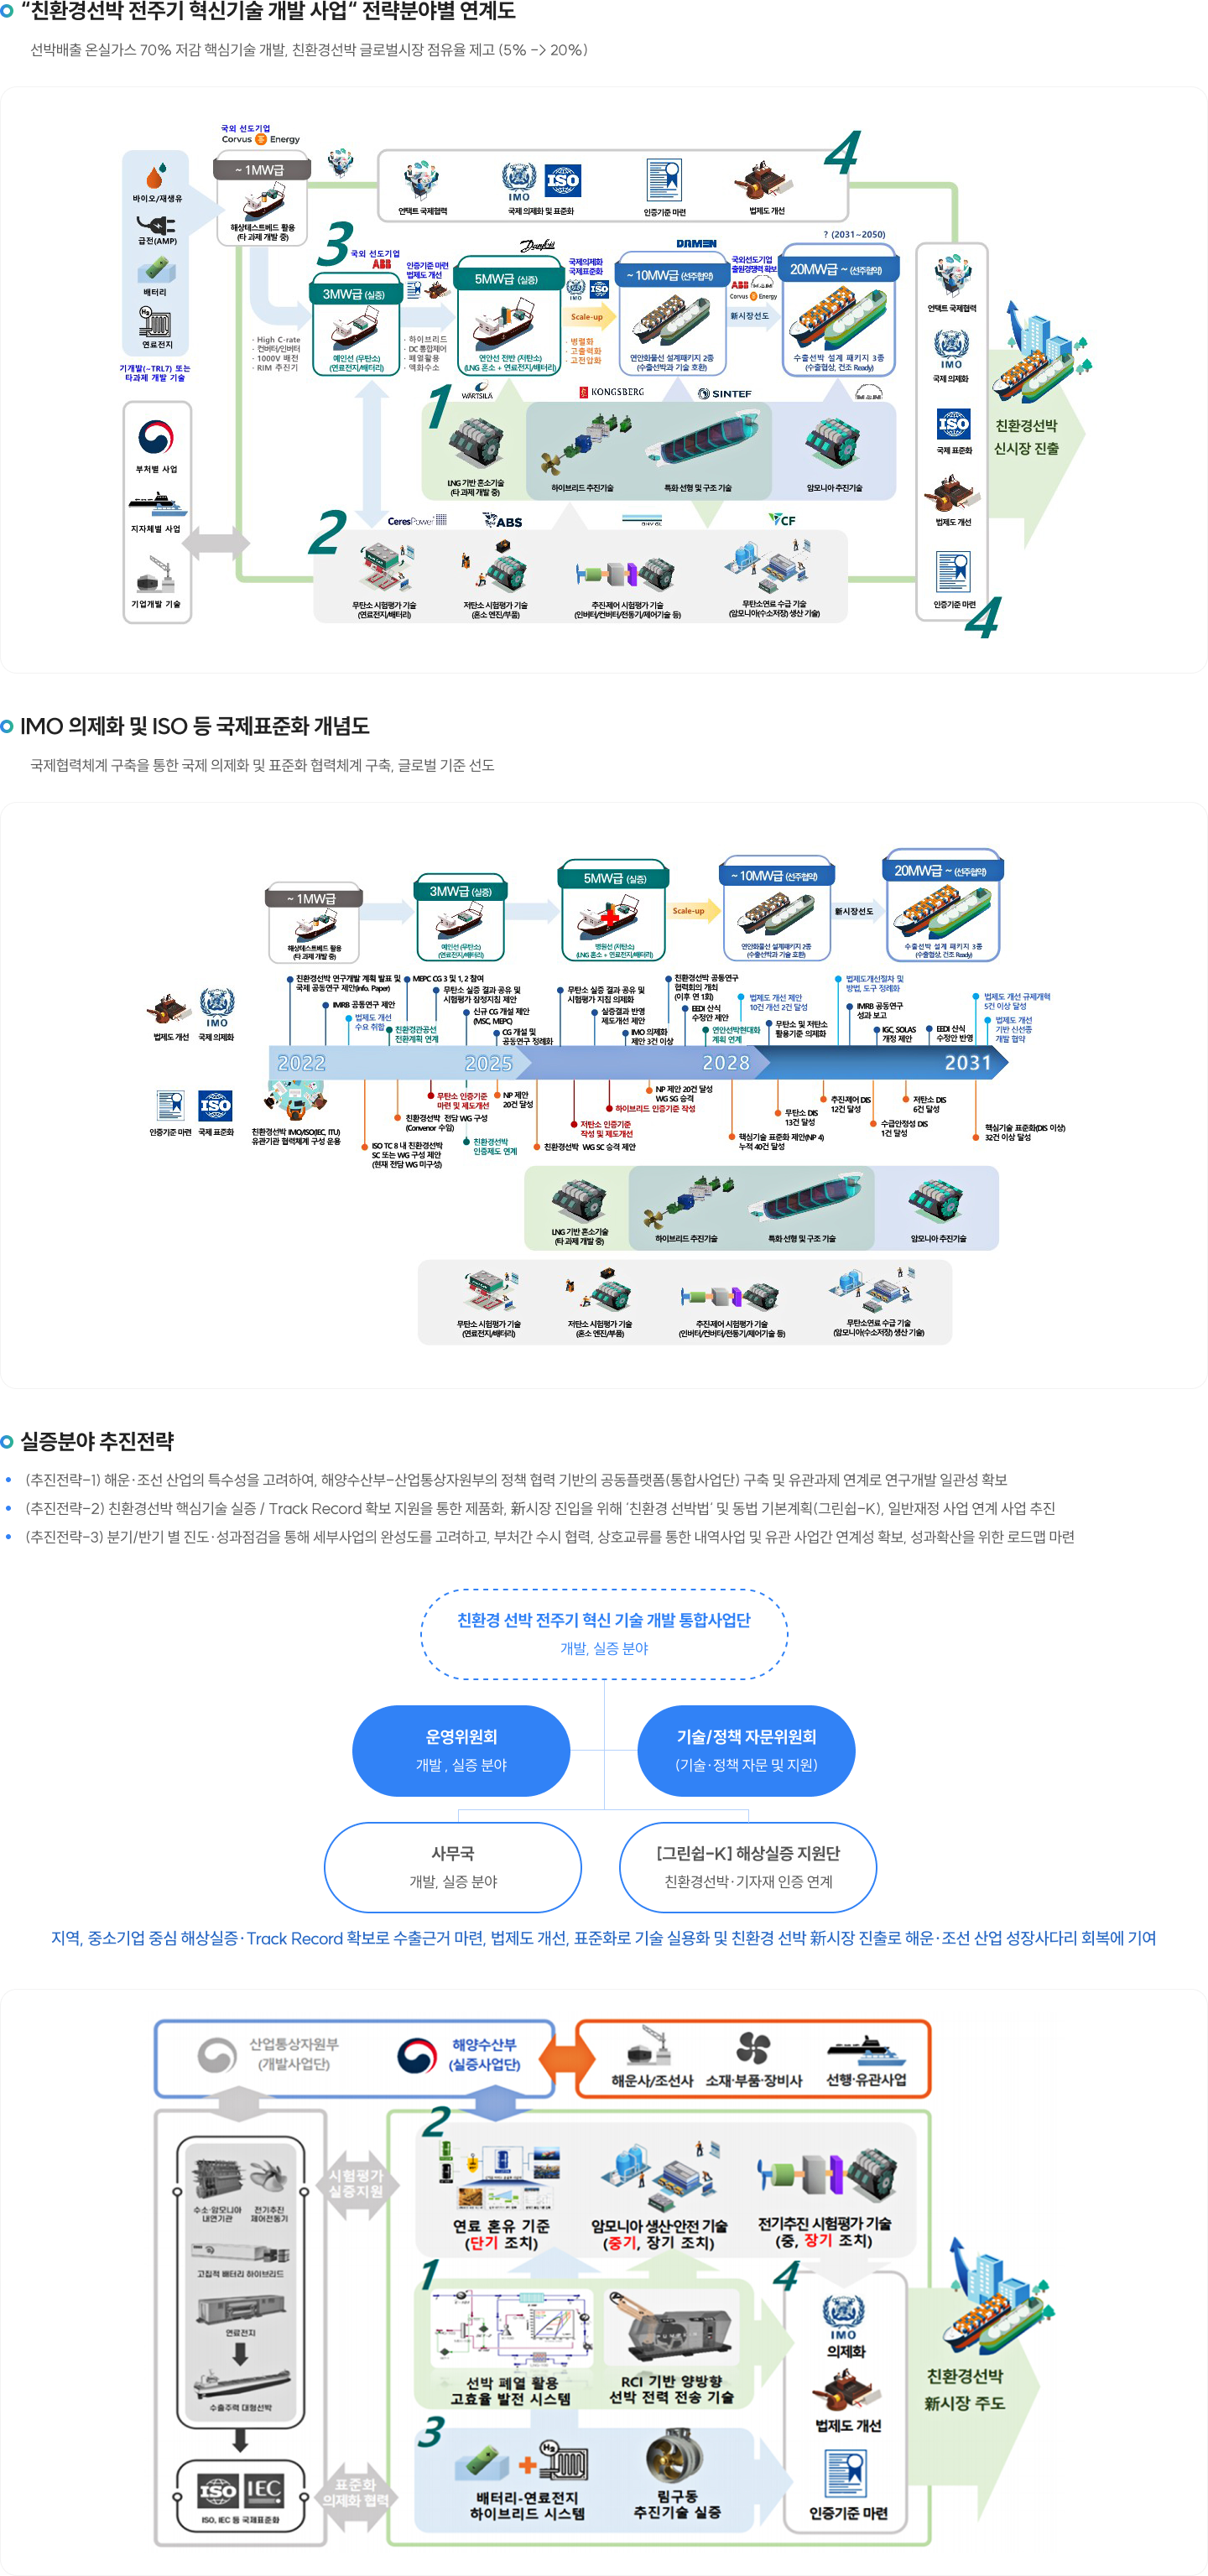 “친환경선박 전주기 혁신기술 개발 사업“ 전략분야별 연계도
선박배출 온실가스 70% 저감 핵심기술 개발, 친환경선박 글로벌시장 점유율 제고 (5% -> 20%)
국외 선도기업
Corvus Energy
~ 1MW급
해상테스트베드 활용
(타 과제 개발 중)
바이오/재생유
급전(AMP)
배터리
연료전지
기개발(~TRL7) 또는
타과제 개발 기술
부처별 사업
지자체별 사업
기업개발 기술
언택트 국제협력
IMO
ISO
국제 의제화 및 표준화
인증기준 마련
법제도 개선
4
3
국외 선도기업
ABB
3MW급 (실증)
예인선 (무탄소)
(연료전지/배터리)
· High C-rate
· 컨버터/인버터
· 1000V 배전
· RIM 추진기
인증기준 마련
법제도 개선
· 하이브리드
· DC 통합제어
· 폐열활용
· 액화수소
Danfoss
5MW급 (실증)
연안선 전반 (저탄소)
(LNG 혼소 + 연료전지/배터리)
국제의제화
국제표준화
IMO
ISO
Scale-up
· 병렬화
· 고출력화
· 고전압화
DAMEN
~ 10MW급 (선주협약)
연안화물선 설계패키지 2종
(수출선박과 기술 호환)
국외선도기업
출원경쟁력 확보
ABB
Corvus Energy
新시장선도
? (2031~2050)
20MW급 ~ (선주협약)
수출선박 설계 패키지 3종
(수출협상, 건조 Ready)
언택트 국제협력
IMO
국제 의제화
ISO
국제 표준화
법제도 개선
인증기준 마련
4
친환경선박
신시장 진출
1
WÄRTSILÄ
KONGSBERG
SINTEF
LNG 기반 혼소기술
(타 과제 개발 중)
하이브리드 추진기술
특화 선형 및 구조 기술
암모니아 추진기술
2
CeresPower
ABS
CF
무탄소 시험평가 기술
(연료전지/배터리)
저탄소 시험평가 기술
(혼소 엔진/부품)
추진·제어 시험평가 기술
(인버터/컨버터/전동기/제어기술 등)
무탄소연료 수급 기술
(암모니아(수소저장) 생산 기술)
IMO 의제화 및 ISO 등 국제표준화 개념도
국제협력체계 구축을 통한 국제 의제화 및 표준화 협력체계 구축, 글로벌 기준 선도
~ 1MW급
해상테스트베드 활용
(타 과제 개발 중)
3MW급 (실증)
예인선 (무탄소)
(연료전지/배터리)
5MW급 (실증)
병원선 (저탄소)
(LNG 혼소 + 연료전지/배터리)
Scale-up
~ 10MW급 (선주협약)
연안화물선 설계패키지 2종
(수출선박과 기술 호환)
新시장선도
20MW급 ~ (선주협약)
수출선박 설계 패키지 3종
(수출협상, 건조 Ready)
법제도 개선
IMO
국제 의제화
친환경선박 연구개발 계획 발표 및
국제 공동연구 제안(Info. Paper)
IMRB 공동연구 제안
법제도 개선
수요 취합
MEPC CG 3 및 1, 2 참여
친환경관공선
전환계획 연계
무탄소 실증 결과 공유 및
시험평가 잠정지침 제안
신규 CG 개설 제안
(MSC, MEPC)
CG 개설 및
공동연구 정례화
무탄소 실증 결과 공유 및
시험평가 지침 의제화
실증결과 반영
제도개선 제안
IMO 의제화
제안 3건 이상
친환경선박 공동연구
협력회의 개최
(이후 연 1회)
EEDI 산식
수정안 제안
연안선박현대화
계획 연계
법제도 개선 제안
10건 개선 2건 달성
무탄소 및 저탄소
활용기준 의제화
법제도개선절차 및
방법, 도구 정례화
IMRB 공동연구
성과 보고
IGC, SOLAS
개정 제안
EEDI 산식
수정안 반영
법제도 개선 규제개혁
5건 이상 달성
법제도 개선
기반 신선종
개발 협약
2022
2025
2028
2031
인증기준 마련
ISO
국제 표준화
친환경선박 IMO/ISO(IEC, ITU)
유관기관 협력체계 구성 운용
ISO TC 8 내 친환경선박
SC 또는 WG 구성 제안
(현재 전담 WG 미구성)
친환경선박 전담 WG 구성
(Convenor 수임)
무탄소 인증기준
마련 및 제도개선
친환경선박
인증제도 연계
NP 제안
20건 달성
친환경선박 WG SC 승격 제안
저탄소 인증기준
작성 및 제도개선
하이브리드 인증기준 작성
NP 제안 20건 달성
WG SG 승격
핵심기술 표준화 제안(NP 4)
누적 40건 달성
무탄소 DIS
13건 달성
추진·제어 DIS
12건 달성
수급안정성 DIS
1건 달성
저탄소 DIS
6건 달성
핵심기술 표준화(DIS 이상)
32건 이상 달성
LNG 기반 혼소기술
(타 과제 개발 중)
하이브리드 추진기술
특화 선형 및 구조 기술
암모니아 추진기술
무탄소 시험평가 기술
(연료전지/배터리)
저탄소 시험평가 기술
(혼소 엔진/부품)
추진·제어 시험평가 기술
(인버터/컨버터/전동기/제어기술 등)
무탄소연료 수급 기술
(암모니아(수소저장) 생산 기술)
실증분야 추진전략
(추진전략-1) 해운·조선 산업의 특수성을 고려하여, 해양수산부-산업통상자원부의 정책 협력 기반의 공동플랫폼(통합사업단) 구축 및 유관과제 연계로 연구개발 일관성 확보
(추진전략-2) 친환경선박 핵심기술 실증 / Track Record 확보 지원을 통한 제품화, 新시장 진입을 위해 ‘친환경 선박법’ 및 동법 기본계획(그린쉽-K), 일반재정 사업 연계 사업 추진
(추진전략-3) 분기/반기 별 진도·성과점검을 통해 세부사업의 완성도를 고려하고, 부처간 수시 협력, 상호교류를 통한 내역사업 및 유관 사업간 연계성 확보, 성과확산을 위한 로드맵 마련
친환경 선박 전주기 혁신 기술 개발 통합사업단
개발, 실증 분야
운영위원회
개발 , 실증 분야
기술/정책 자문위원회
(기술·정책 자문 및 지원)
사무국
개발, 실증 분야
[그린쉽-K] 해상실증 지원단
친환경선박·기자재 인증 연계
지역, 중소기업 중심 해상실증·Track Record 확보로 수출근거 마련, 법제도 개선, 표준화로 기술 실용화 및 친환경 선박 新시장 진출로 해운·조선 산업 성장사다리 회복에 기여
산업통상자원부
(개발사업단)
해양수산부
(실증사업단)
해운사/조선사
소재·부품·장비사
선행·유관사업
수소·암모니아
내연기관
전기추진
제어전동기
고집적 배터리 하이브리드
연료전지
수출주력 대형선박
ISO
IEC
ISO, IEC 등 국제표준화
시험평가
실증지원
표준화
의제화 협력
2
연료 혼유 기준
(단기 조치)
암모니아 생산·안전 기술
(중기, 장기 조치)
전기추진 시험평가 기술
(중, 장기 조치)
1
선박 폐열 활용
고효율 발전 시스템
RCI 기반 양방향
선박 전력 전송 기술
3
배터리-연료전지
하이브리드 시스템
림구동
추진기술 실증
4
IMO
의제화
법제도 개선
인증기준 마련
친환경선박
新시장 주도